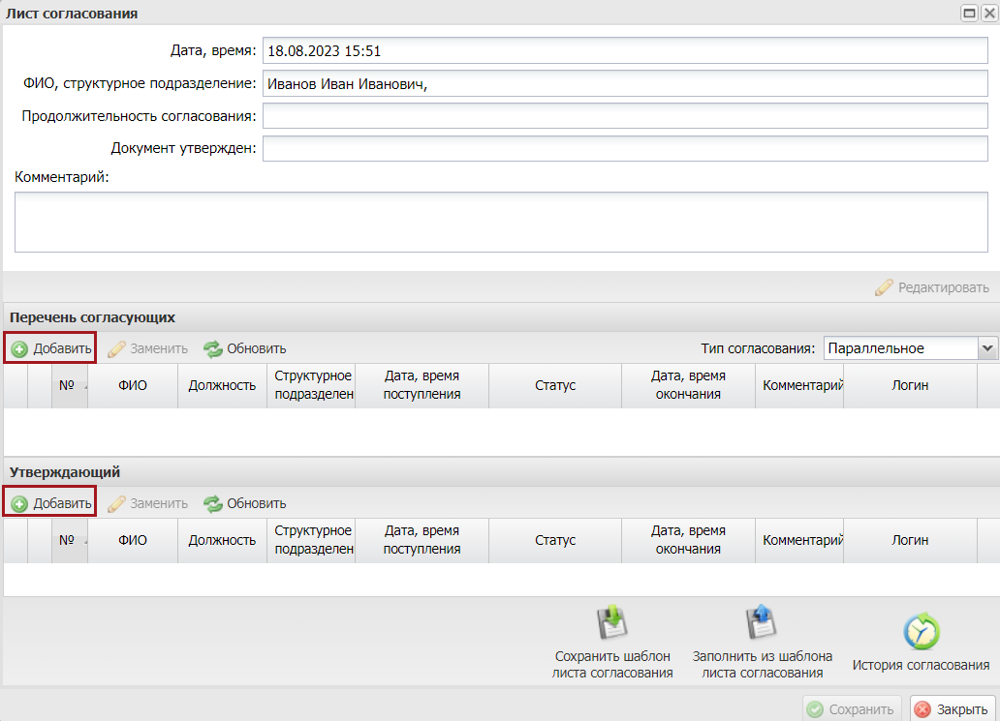 Лист согласования
Дата, время: 18.08.2023 15:51
ФИО, структурное подразделение: Иванов Иван Иванович,
Продолжительность согласования:
Документ утвержден:
Комментарий:
Редактировать
Перечень согласующих
Добавить Заменить Обновить Тип согласования: Параллельное
№ ФИО Должность Структурное подразделен Дата, время поступления Статус Дата, время окончания Комментарий Логин
Утверждающий
Добавить Заменить Обновить
№ ФИО Должность Структурное подразделен Дата, время поступления Статус Дата, время окончания Комментарий Логин
Сохранить шаблон листа согласования
Заполнить из шаблона листа согласования
История согласования
Сохранить Закрыть